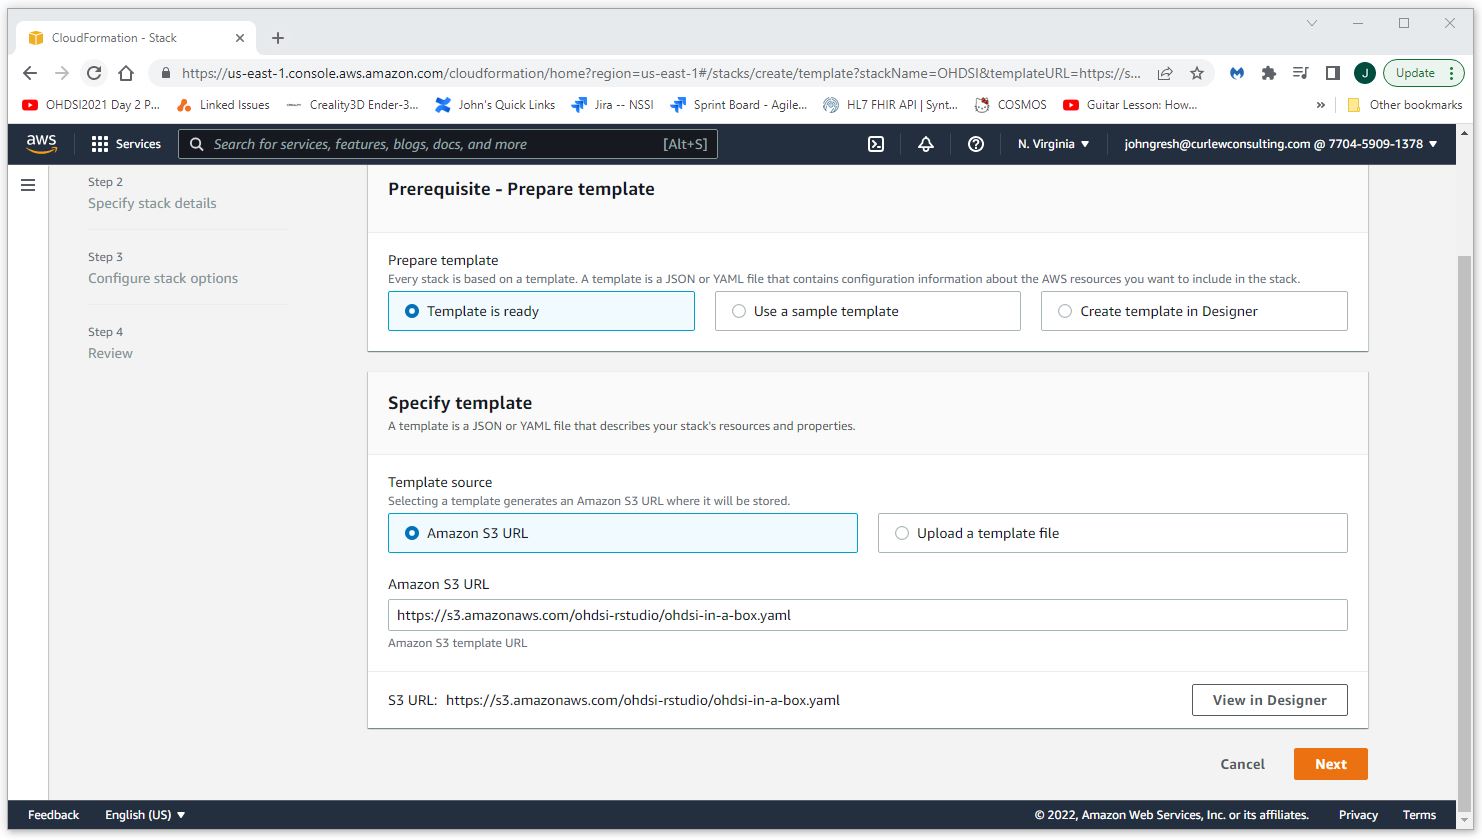 CloudFormation - Stack
https://us-east-1.console.aws.amazon.com/cloudformation/home?region=us-east-1#/stacks/create/template?stackName=OHDSI&templateURL=https://s...
J
Update
OHDSI2021 Day 2 P...
Linked Issues
Creality3D Ender-3...
John's Quick Links
Jira -- NSSI
Sprint Board - Agile...
HL7 FHIR API | Synt...
COSMOS
Guitar Lesson: How...
»
Other bookmarks
aws
Services
Search for services, features, blogs, docs, and more
[Alt+S]
N. Virginia
johngresh@curlewconsulting.com @ 7704-5909-1378
Step 2
Specify stack details
Step 3
Configure stack options
Step 4
Review
Prerequisite - Prepare template
Prepare template
Every stack is based on a template. A template is a JSON or YAML file that contains configuration information about the AWS resources you want to include in the stack.
Template is ready
Use a sample template
Create template in Designer
Specify template
A template is a JSON or YAML file that describes your stack's resources and properties.
Template source
Selecting a template generates an Amazon S3 URL where it will be stored.
Amazon S3 URL
Upload a template file
Amazon S3 URL
https://s3.amazonaws.com/ohdsi-rstudio/ohdsi-in-a-box.yaml
Amazon S3 template URL
S3 URL: https://s3.amazonaws.com/ohdsi-rstudio/ohdsi-in-a-box.yaml
View in Designer
Cancel
Next
Feedback
English (US)
© 2022, Amazon Web Services, Inc. or its affiliates.
Privacy
Terms